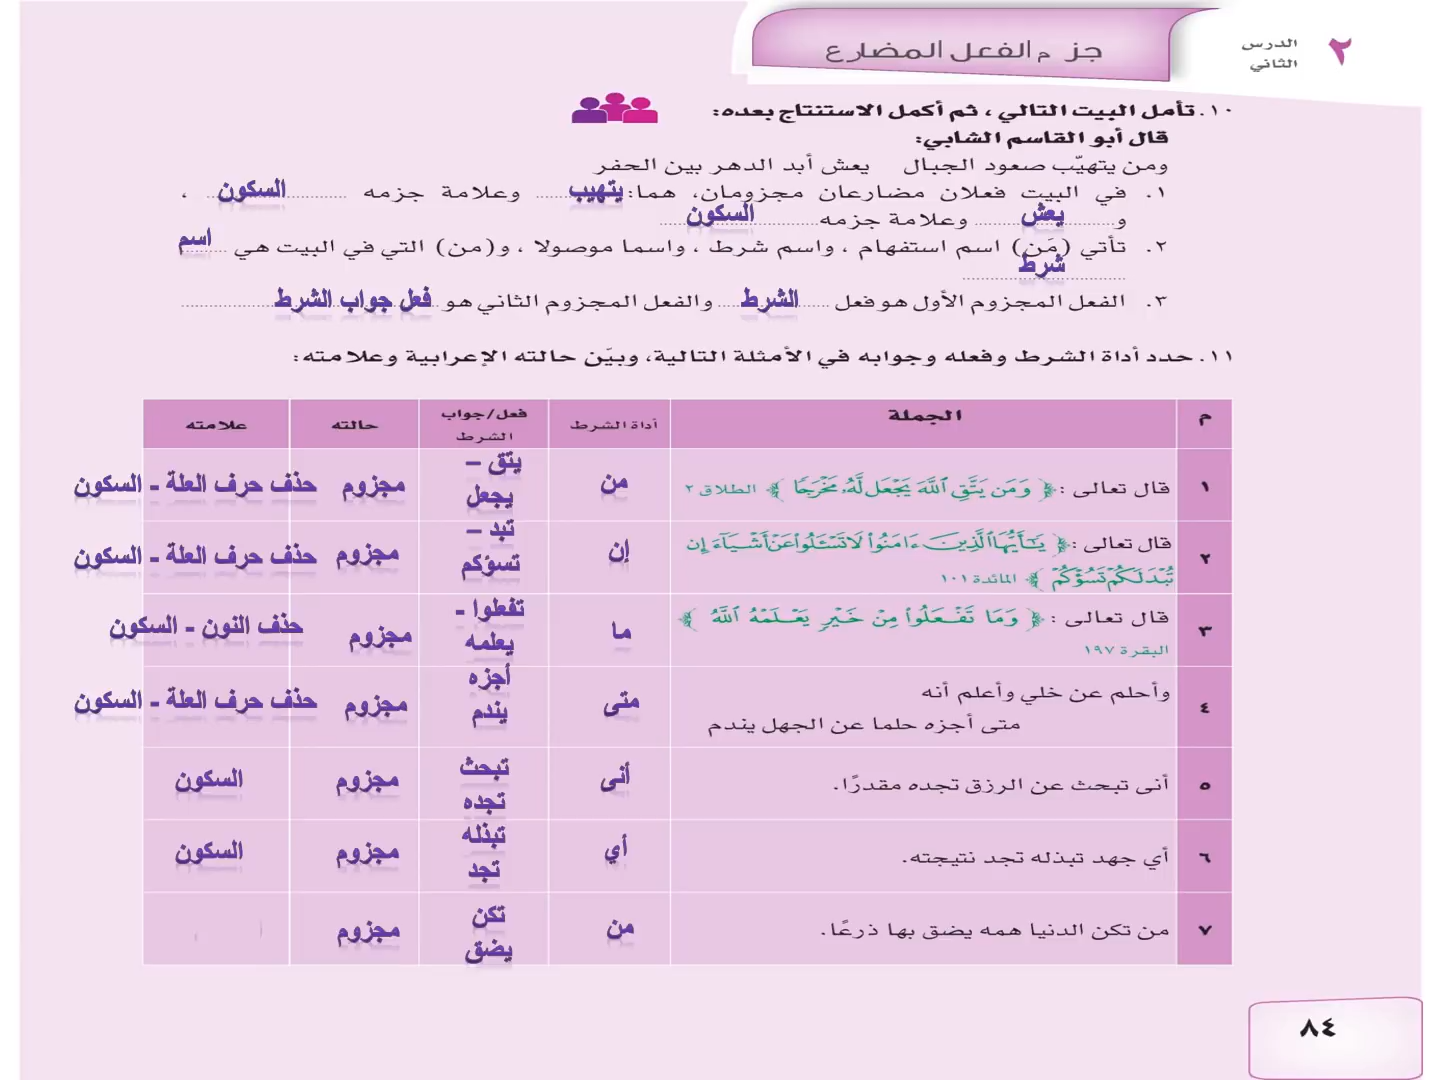 ٢ الدرس الثاني
جزم الفعل المضارع
١٠. تأمل البيت التالي ، ثم أكمل الاستنتاج بعده:
قال أبو القاسم الشابي:
ومن يتهيّب صعود الجبال يعش أبد الدهر بين الحفر
١. في البيت فعلان مضارعان مجزومان، هما: يتهيب وعلامة جزمه السكون ،
و يعش وعلامة جزمه السكون
٢. تأتي (مَن) اسم استفهام ، واسم شرط ، واسما موصولا ، و(من) التي في البيت هي اسم
شرط
٣. الفعل المجزوم الأول هو فعل الشرط والفعل المجزوم الثاني هو فعل جواب الشرط
١١. حدد أداة الشرط وفعله وجوابه في الأمثلة التالية، وبيّن حالته الإعرابية وعلامته:
م الجملة أداة الشرط فعل/جواب الشرط حالته علامته
١ قال تعالى :﴿ وَمَن يَتَّقِ ٱللَّهَ يَجْعَل لَّهُۥ مَخْرَجًا ﴾ الطلاق ٢ من يتق – يجعل مجزوم حذف حرف العلة - السكون
٢ قال تعالى :﴿ يَٰٓأَيُّهَا ٱلَّذِينَ ءَامَنُوا۟ لَا تَسْـَٔلُوا۟ عَنْ أَشْيَآءَ إِن
تُبْدَ لَكُمْ تَسُؤْكُمْ ﴾ المائدة ١٠١ إن تبد – تسؤكم مجزوم حذف حرف العلة - السكون
٣ قال تعالى :﴿ وَمَا تَفْعَلُوا۟ مِنْ خَيْرٍ يَعْلَمْهُ ٱللَّهُ ﴾
البقرة ١٩٧ ما تفعلوا - يعلمه مجزوم حذف النون - السكون
٤ وأحلم عن خلي وأعلم أنه
متى أجزه حلما عن الجهل يندم متى أجزه يندم مجزوم حذف حرف العلة - السكون
٥ أنى تبحث عن الرزق تجده مقدرًا. أنى تبحث تجده مجزوم السكون
٦ أي جهد تبذله تجد نتيجته. أي تبذله تجد مجزوم السكون
٧ من تكن الدنيا همه يضق بها ذرعًا. من تكن يضق مجزوم
٨٤